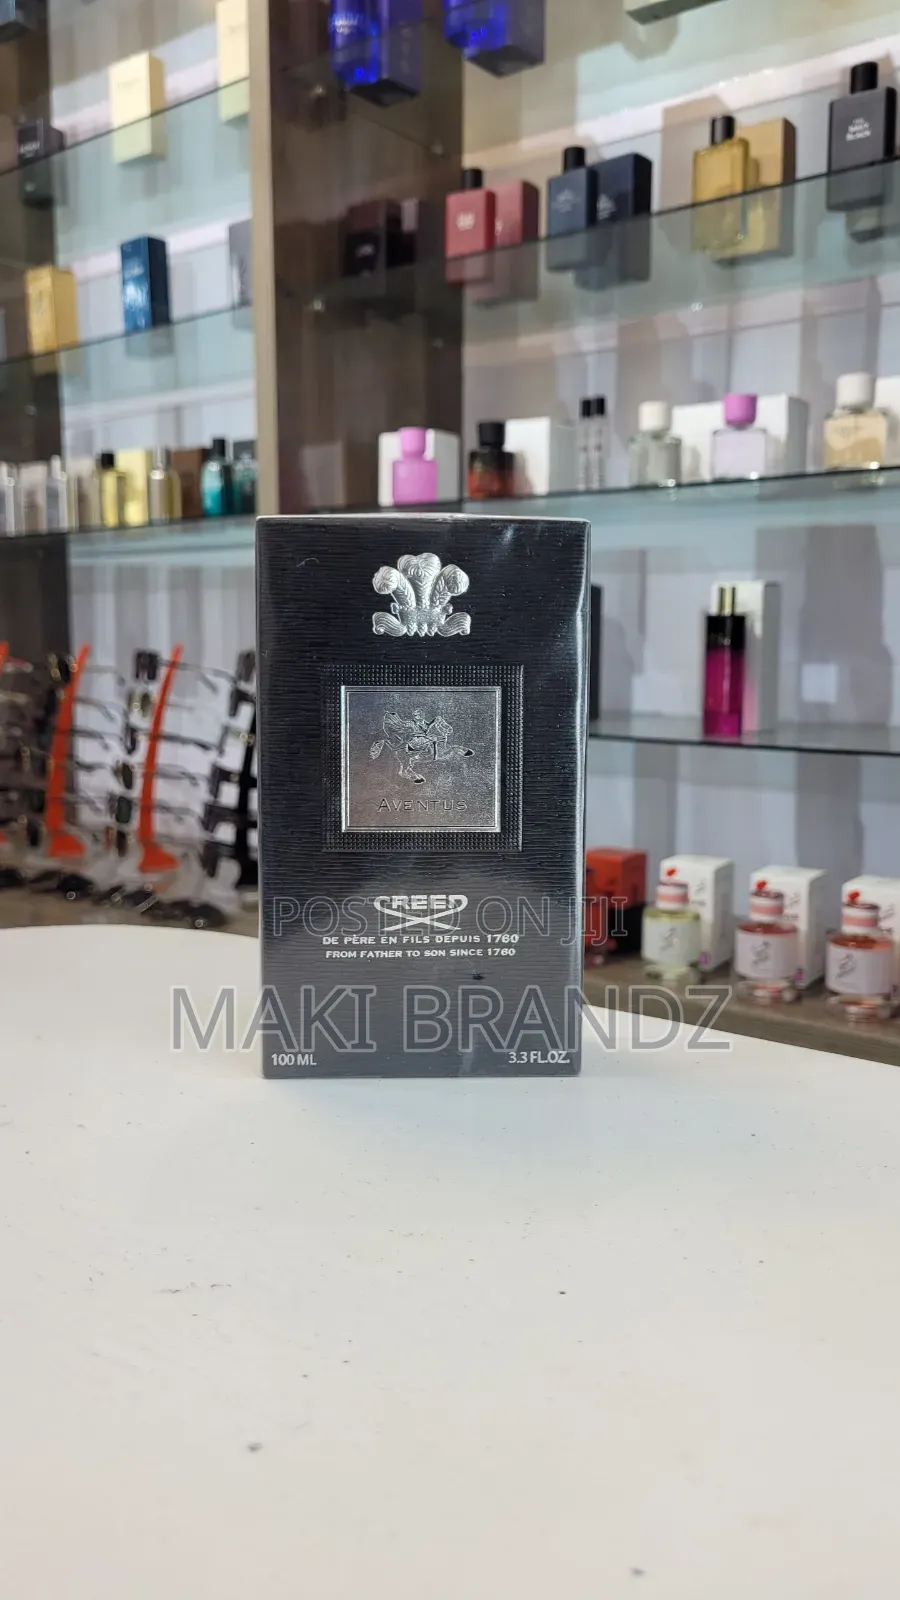 AVENTUS
CREED
POSTED ON JIJI
DE PÈRE EN FILS DEPUIS 1760
FROM FATHER TO SON SINCE 1760
MAKI BRANDZ
100 ML
3.3 FL.OZ.